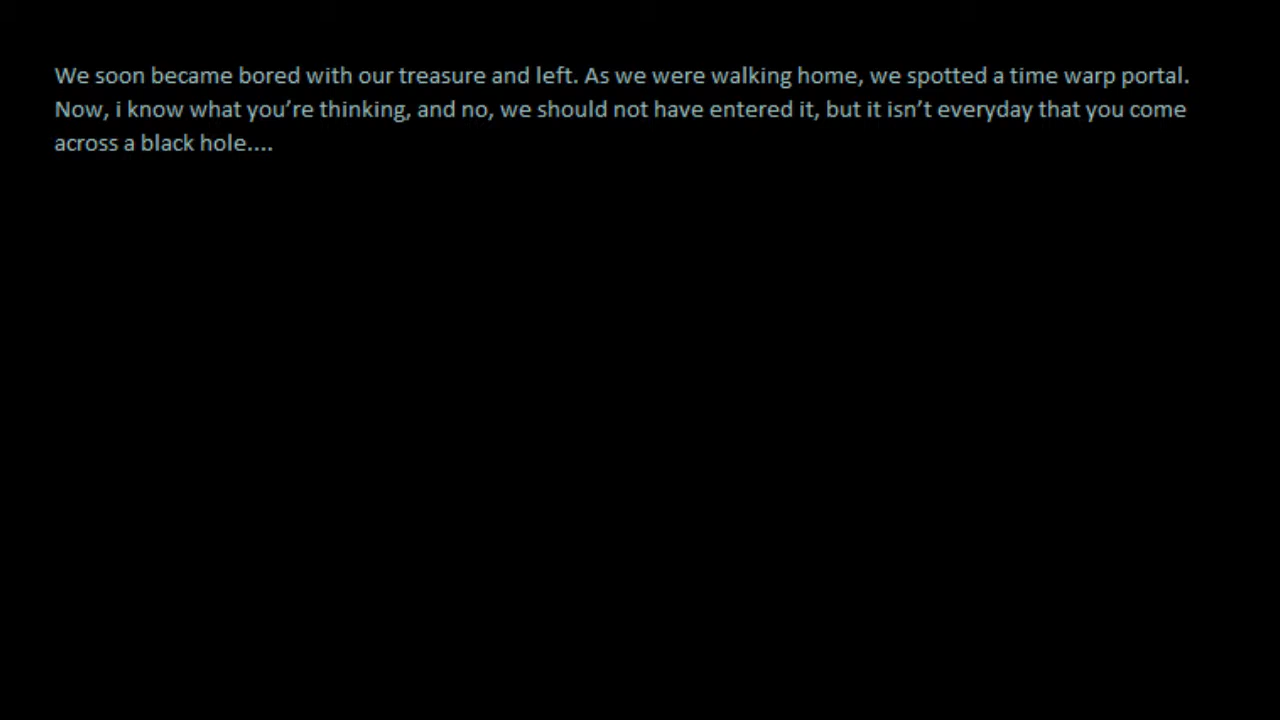 We soon became bored with our treasure and left. As we were walking home, we spotted a time warp portal.
Now, i know what you’re thinking, and no, we should not have entered it, but it isn’t everyday that you come
across a black hole....